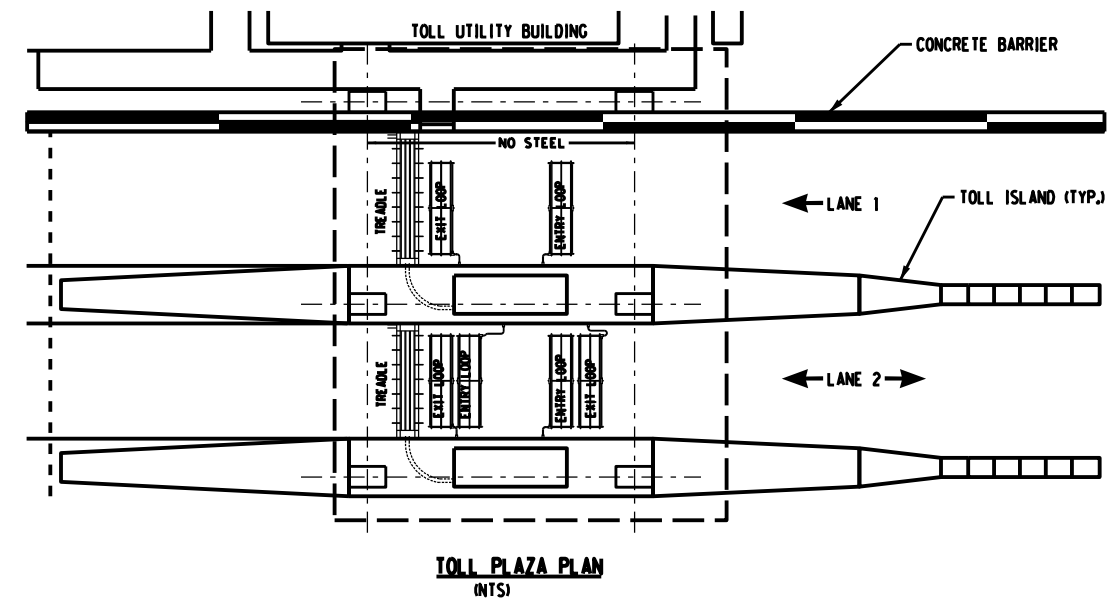 TOLL UTILITY BUILDING
CONCRETE BARRIER
NO STEEL
TREADLE
EXIT LOOP
ENTRY LOOP
LANE 1
TOLL ISLAND (TYP.)
TREADLE
EXIT LOOP
ENTRY LOOP
ENTRY LOOP
EXIT LOOP
LANE 2
TOLL PLAZA PLAN
(NTS)